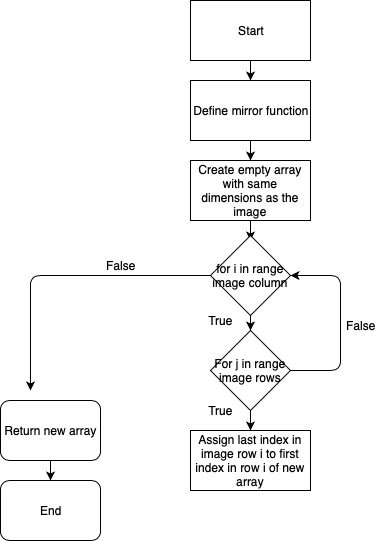 Start
Define mirror function
Create empty array
with same
dimensions as the
image
for i in range
image column
False
True
False
For j in range
image rows
True
Assign last index in
image row i to first
index in row i of new
array
Return new array
End